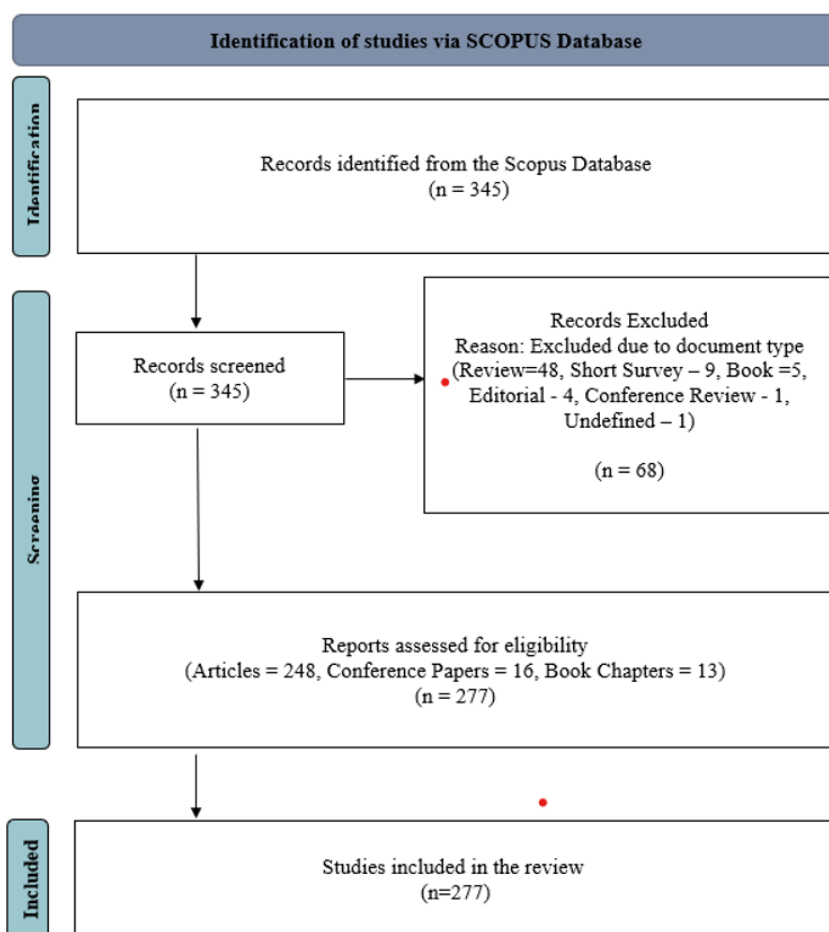 Identification of studies via SCOPUS Database
Identification
Records identified from the Scopus Database
(n = 345)
Screening
Records screened
(n = 345)
Records Excluded
Reason: Excluded due to document type
(Review=48, Short Survey – 9, Book =5,
Editorial - 4, Conference Review - 1,
Undefined – 1)
(n = 68)
Reports assessed for eligibility
(Articles = 248, Conference Papers = 16, Book Chapters = 13)
(n = 277)
Included
Studies included in the review
(n=277)